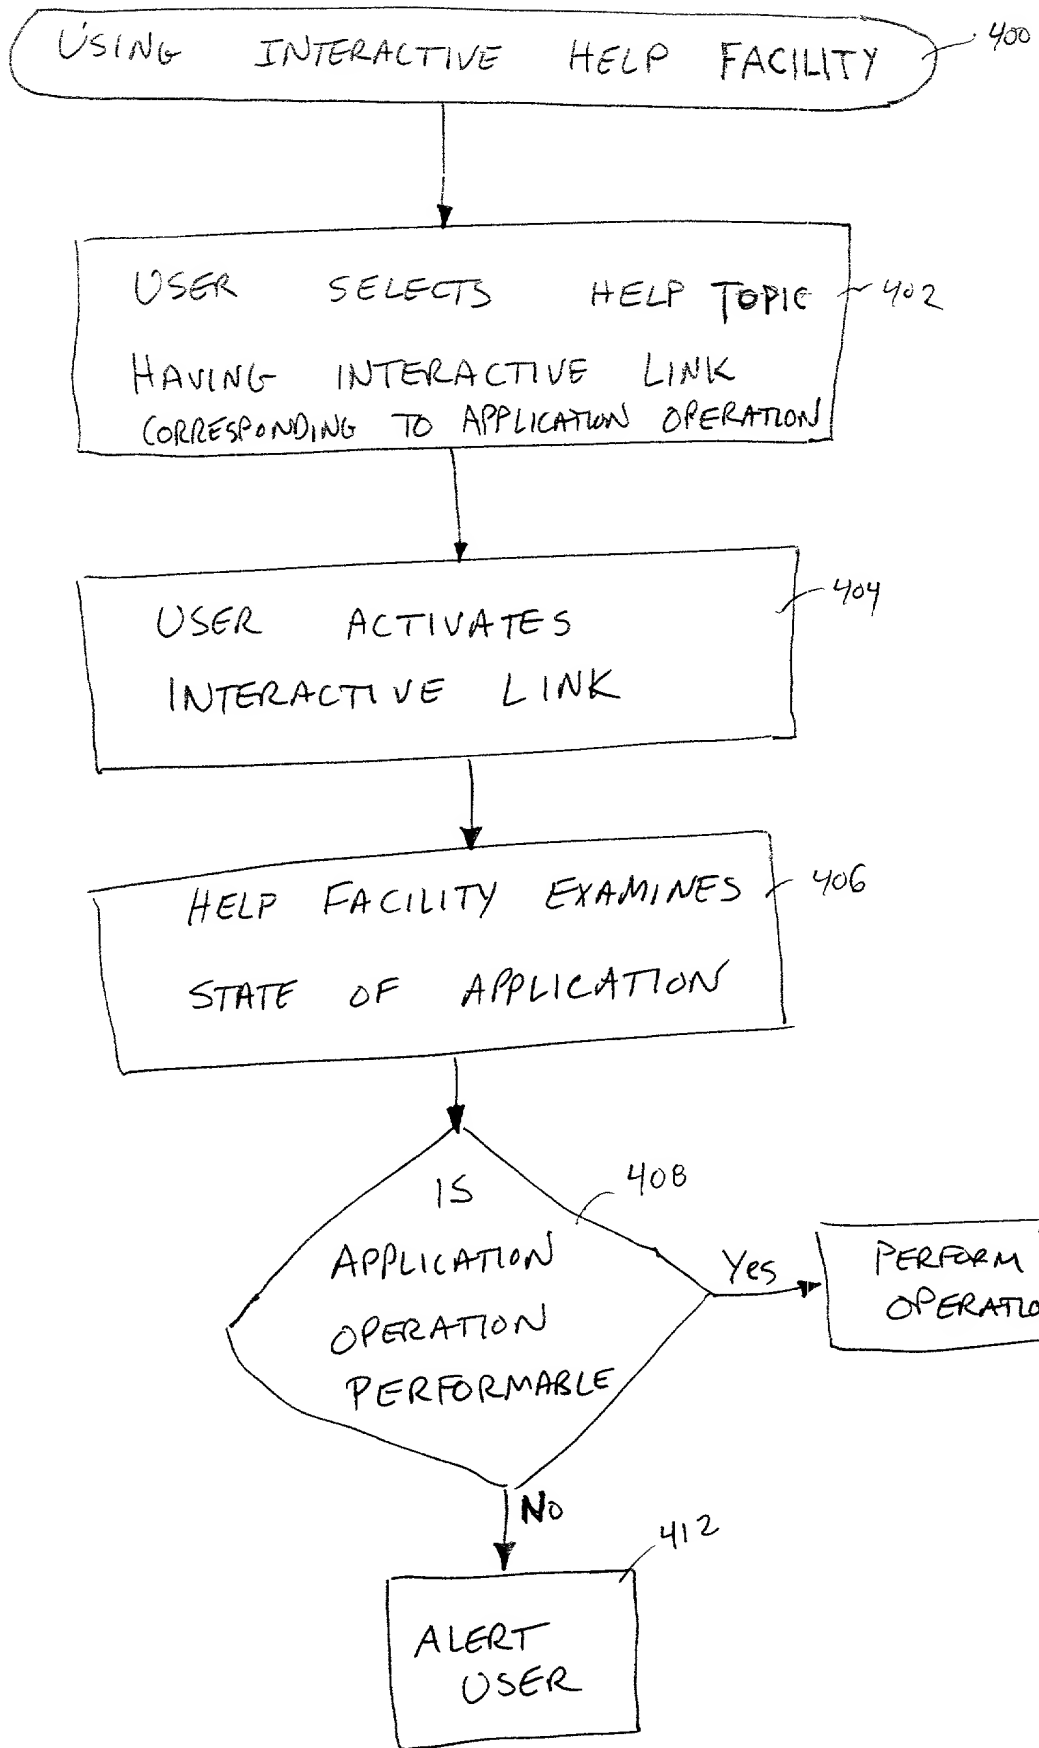 USING INTERACTIVE HELP FACILITY 400
USER SELECTS HELP TOPIC 402
HAVING INTERACTIVE LINK
CORRESPONDING TO APPLICATION OPERATION
USER ACTIVATES 404
INTERACTIVE LINK
HELP FACILITY EXAMINES 406
STATE OF APPLICATION
IS 408
APPLICATION
OPERATION
PERFORMABLE
Yes
PERFORM
OPERATIO
No
412
ALERT
USER